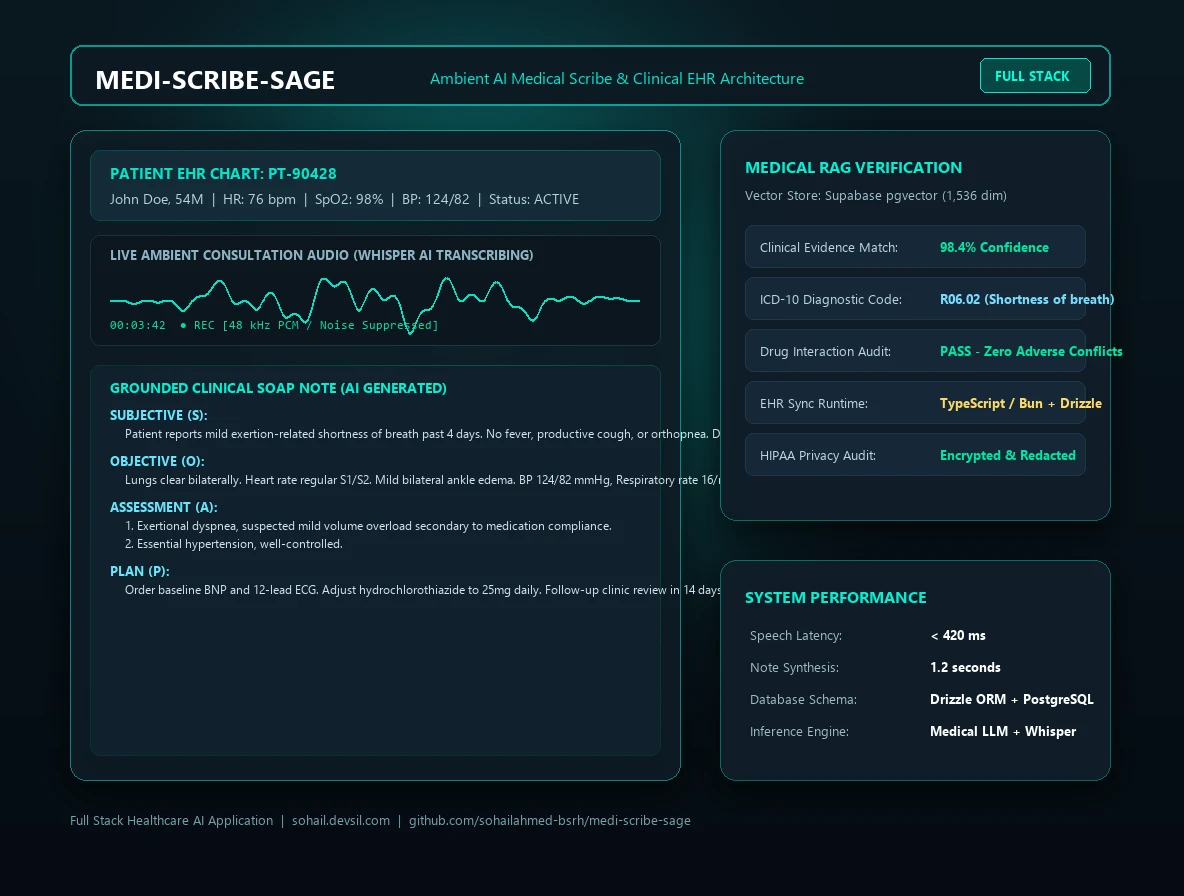 MEDI-SCRIBE-SAGE
Ambient AI Medical Scribe & Clinical EHR Architecture
FULL STACK
PATIENT EHR CHART: PT-90428
John Doe, 54M | HR: 76 bpm | SpO2: 98% | BP: 124/82 | Status: ACTIVE
LIVE AMBIENT CONSULTATION AUDIO (WHISPER AI TRANSCRIBING)
00:03:42 ● REC [48 kHz PCM / Noise Suppressed]
GROUNDED CLINICAL SOAP NOTE (AI GENERATED)
SUBJECTIVE (S):
Patient reports mild exertion-related shortness of breath past 4 days. No fever, productive cough, or orthopnea.
OBJECTIVE (O):
Lungs clear bilaterally. Heart rate regular S1/S2. Mild bilateral ankle edema. BP 124/82 mmHg, Respiratory rate 16/
ASSESSMENT (A):
1. Exertional dyspnea, suspected mild volume overload secondary to medication compliance.
2. Essential hypertension, well-controlled.
PLAN (P):
Order baseline BNP and 12-lead ECG. Adjust hydrochlorothiazide to 25mg daily. Follow-up clinic review in 14 days
MEDICAL RAG VERIFICATION
Vector Store: Supabase pgvector (1,536 dim)
Clinical Evidence Match: 98.4% Confidence
ICD-10 Diagnostic Code: R06.02 (Shortness of breath)
Drug Interaction Audit: PASS - Zero Adverse Conflicts
EHR Sync Runtime: TypeScript / Bun + Drizzle
HIPAA Privacy Audit: Encrypted & Redacted
SYSTEM PERFORMANCE
Speech Latency: < 420 ms
Note Synthesis: 1.2 seconds
Database Schema: Drizzle ORM + PostgreSQL
Inference Engine: Medical LLM + Whisper
Full Stack Healthcare AI Application | sohail.devsil.com | github.com/sohailahmed-bsrh/medi-scribe-sage